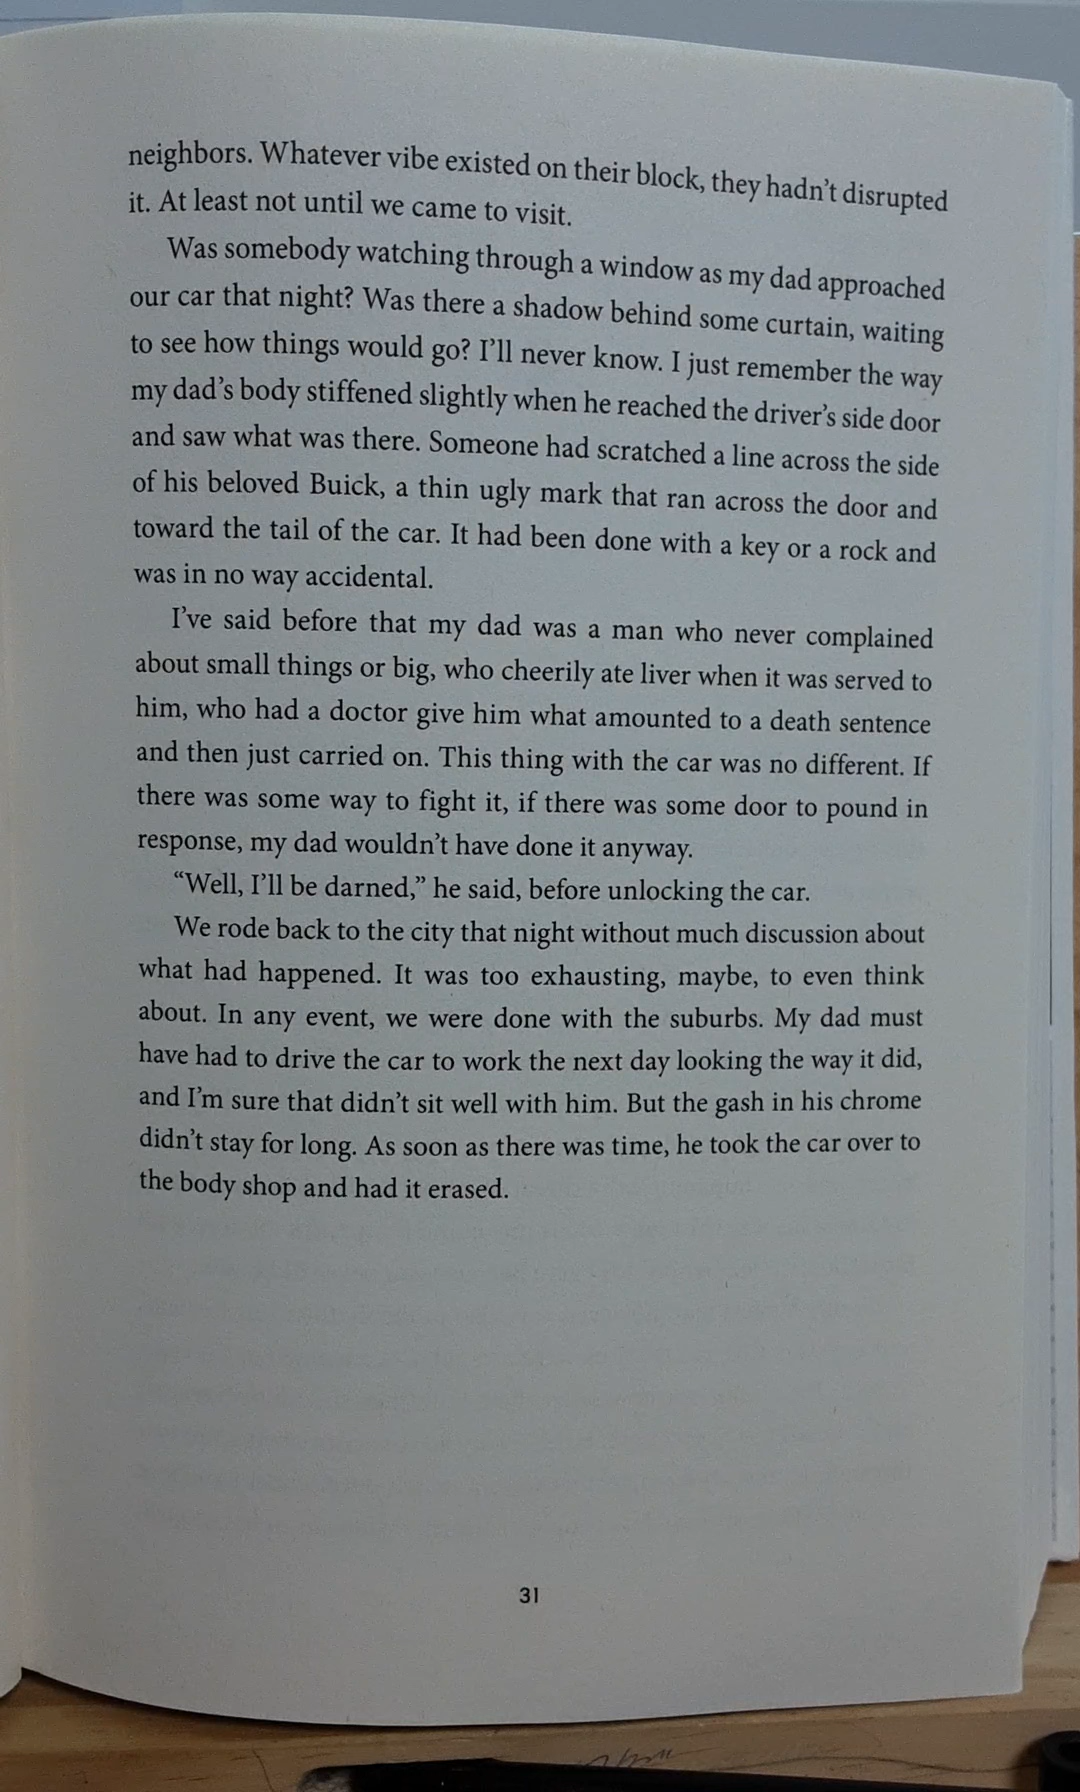 neighbors. Whatever vibe existed on their block, they hadn't disrupted
it. At least not until we came to visit.
Was somebody watching through a window as my dad approached
our car that night? Was there a shadow behind some curtain, waiting
to see how things would go? I'll never know. I just remember the way
my dad's body stiffened slightly when he reached the driver's side door
and saw what was there. Someone had scratched a line across the side
of his beloved Buick, a thin ugly mark that ran across the door and
toward the tail of the car. It had been done with a key or a rock and
was in no way accidental.
I've said before that my dad was a man who never complained
about small things or big, who cheerily ate liver when it was served to
him, who had a doctor give him what amounted to a death sentence
and then just carried on. This thing with the car was no different. If
there was some way to fight it, if there was some door to pound in
response, my dad wouldn't have done it anyway.
“Well, I'll be darned,” he said, before unlocking the car.
We rode back to the city that night without much discussion about
what had happened. It was too exhausting, maybe, to even think
about. In any event, we were done with the suburbs. My dad must
have had to drive the car to work the next day looking the way it did,
and I'm sure that didn't sit well with him. But the gash in his chrome
didn't stay for long. As soon as there was time, he took the car over to
the body shop and had it erased.
31